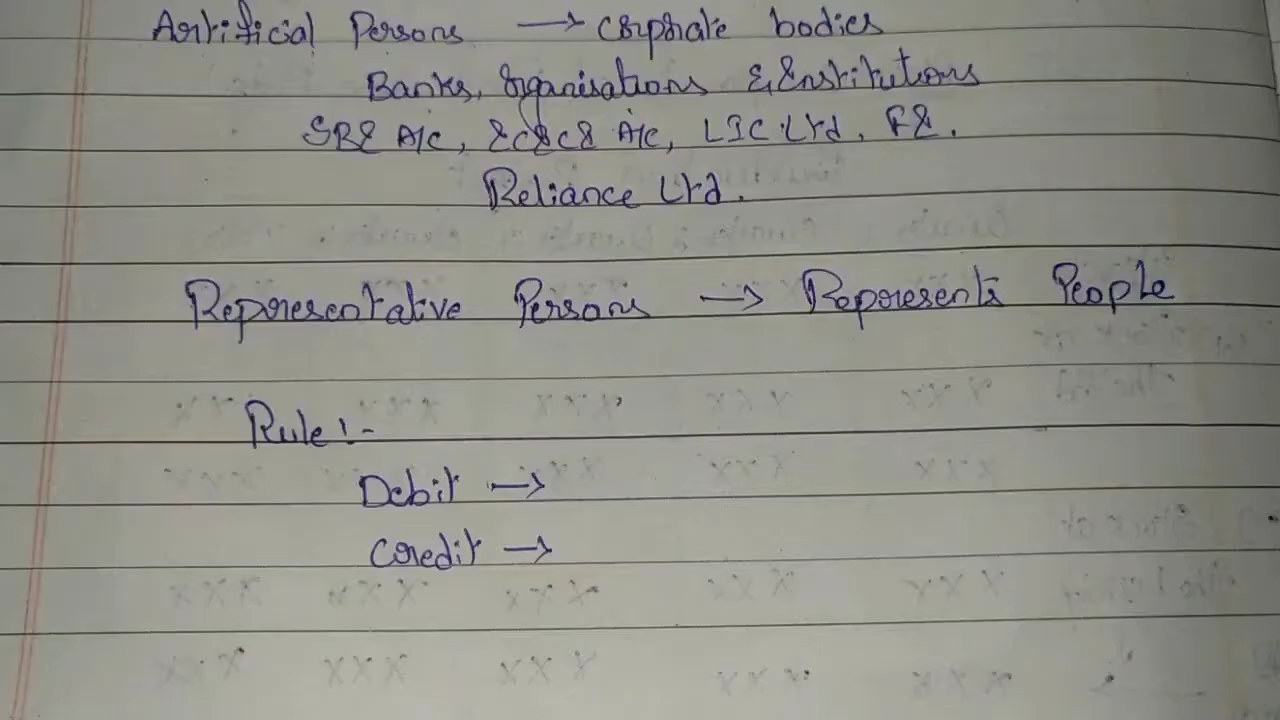 Artificial Persons → corporate bodies
Banks, Organisations & Institutions
SBI A/c, ICICI A/c, LIC Ltd,
Reliance Ltd.
Representative Persons → Represents People
Rule :-
Debit →
Credit →